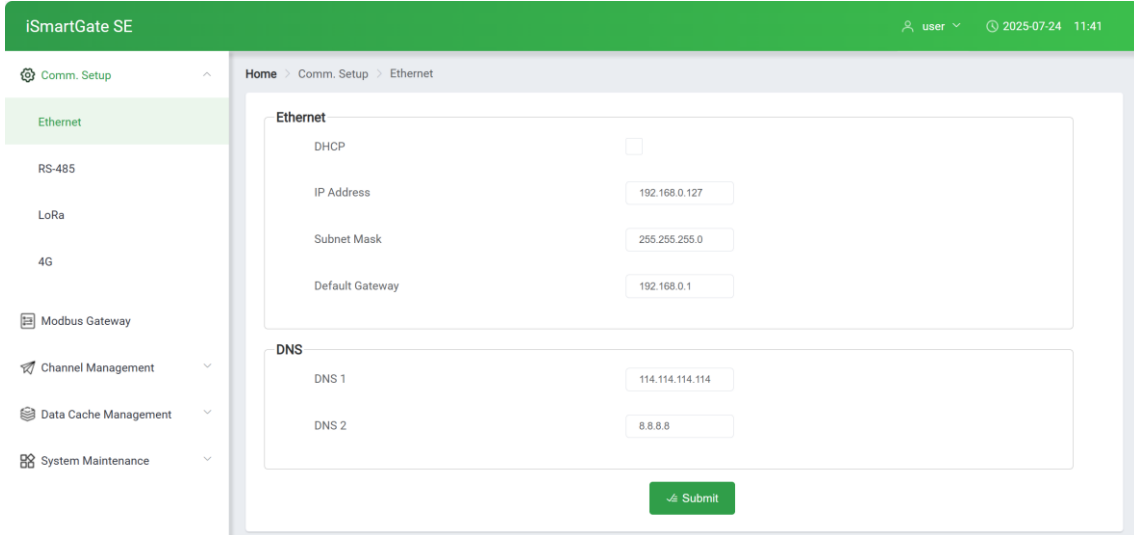 iSmartGate SE
user
2025-07-24 11:41
Comm. Setup
Ethernet
RS-485
LoRa
4G
Modbus Gateway
Channel Management
Data Cache Management
System Maintenance
Home > Comm. Setup > Ethernet
Ethernet
DHCP
IP Address 192.168.0.127
Subnet Mask 255.255.255.0
Default Gateway 192.168.0.1
DNS
DNS 1 114.114.114.114
DNS 2 8.8.8.8
Submit